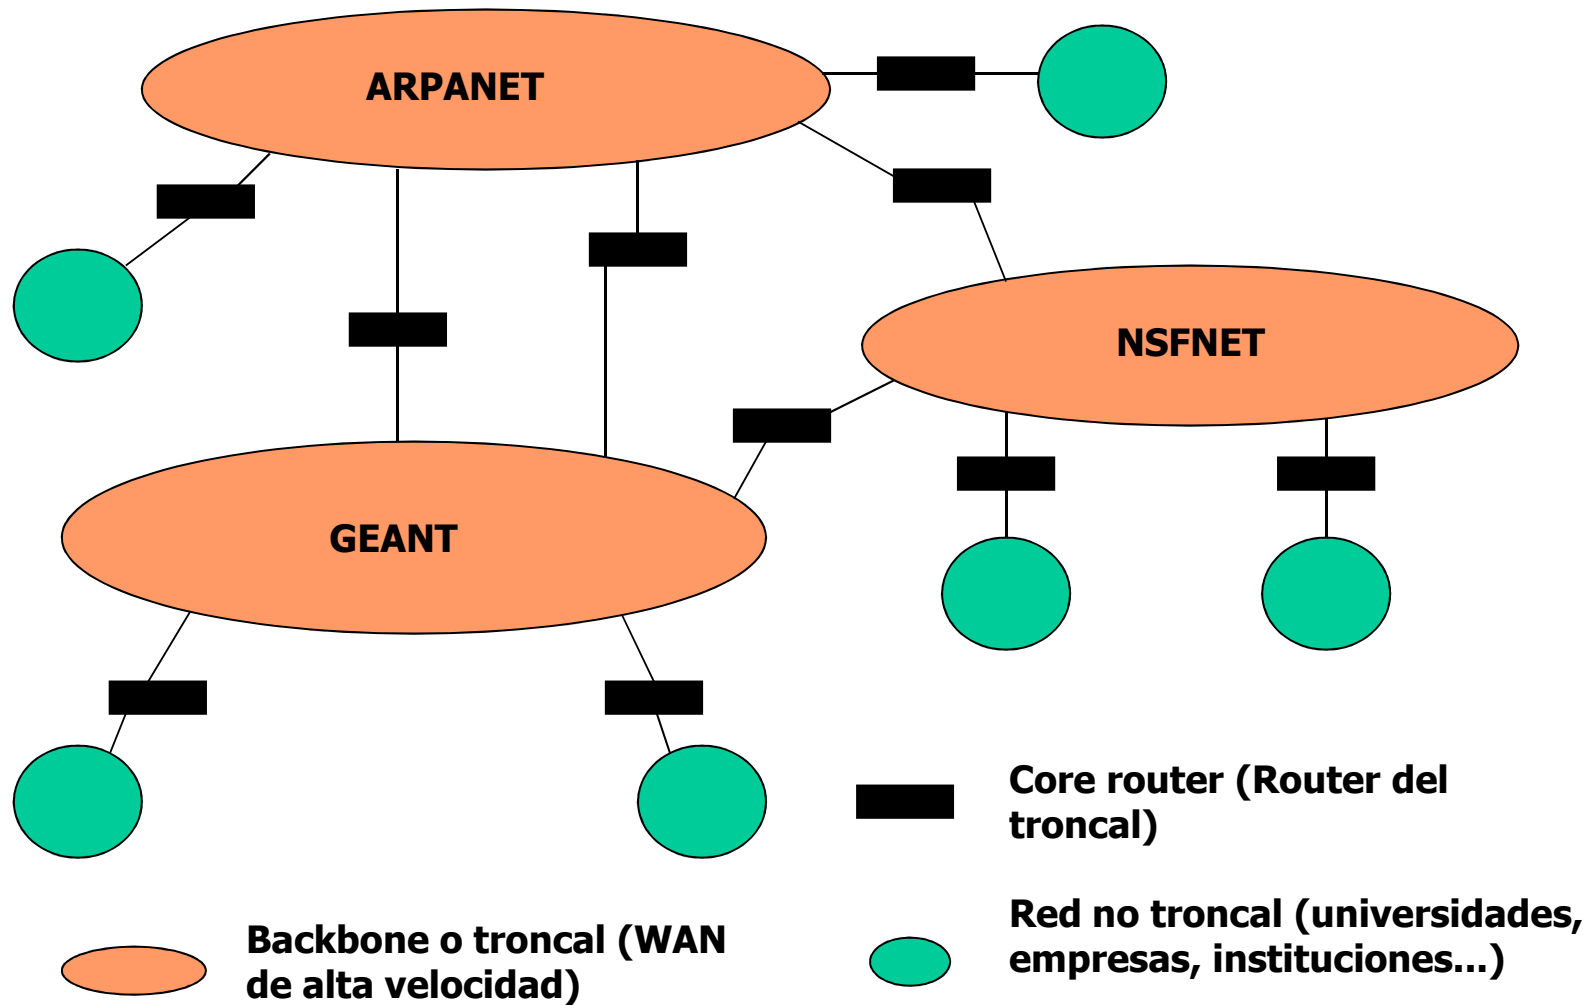 ARPANET
NSFNET
GEANT
Core router (Router del
troncal)
Red no troncal (universidades,
empresas, instituciones...)
Backbone o troncal (WAN
de alta velocidad)